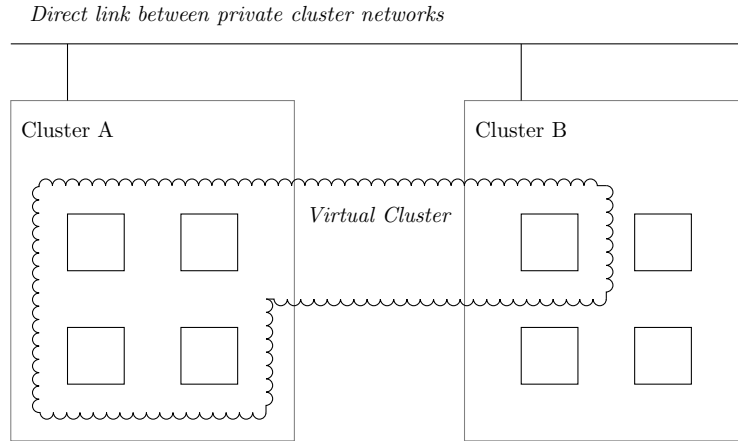 Direct link between private cluster networks
Cluster A
Cluster B
Virtual Cluster